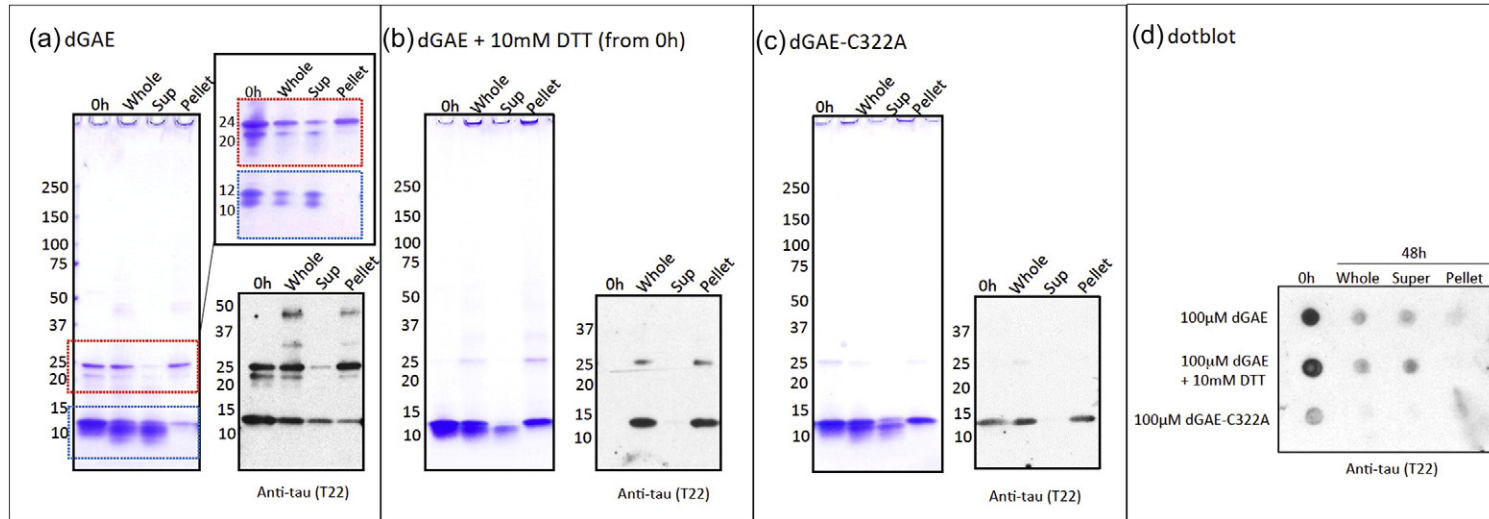 (a) dGAE
0h Whole Sup Pellet
250
150
100
75
50
37
25
20
15
10
0h Whole Sup Pellet
24
20
12
10
0h Whole Sup Pellet
50
37
25
20
15
10
Anti-tau (T22)
(b) dGAE + 10mM DTT (from 0h)
0h Whole Sup Pellet
250
150
100
75
50
37
25
20
15
10
0h Whole Sup Pellet
37
25
20
15
10
Anti-tau (T22)
(c) dGAE-C322A
0h Whole Sup Pellet
250
150
100
75
50
37
25
20
15
10
0h Whole Sup Pellet
37
25
20
15
10
Anti-tau (T22)
(d) dotblot
48h
0h Whole Super Pellet
100µM dGAE
100µM dGAE
+ 10mM DTT
100µM dGAE-C322A
Anti-tau (T22)